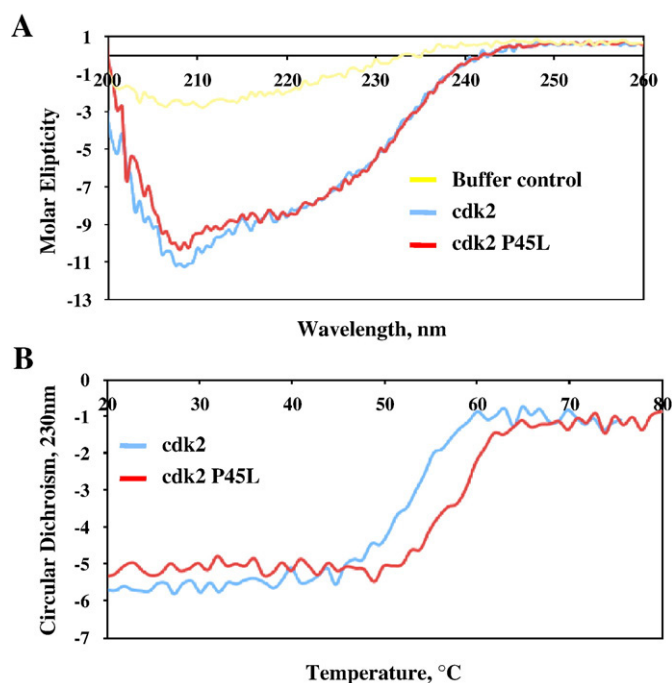 A
1
200 210 220 230 240 250 260
-1
-3
-5
-7
-9
-11
-13
Molar Elipticity
Buffer control
cdk2
cdk2 P45L
Wavelength, nm
B
0
20 30 40 50 60 70 80
-1
-2
-3
-4
-5
-6
-7
Circular Dichroism, 230nm
cdk2
cdk2 P45L
Temperature, °C